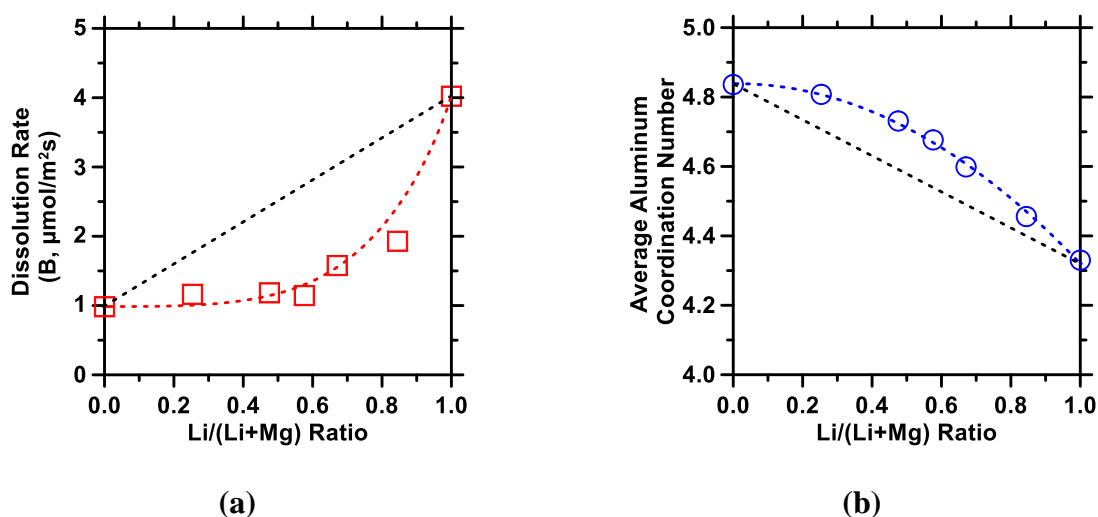 Dissolution Rate
(B, µmol/m²s)
5
4
3
2
1
0
0.0 0.2 0.4 0.6 0.8 1.0
Li/(Li+Mg) Ratio
(a)
Average Aluminum
Coordination Number
5.0
4.8
4.6
4.4
4.2
4.0
0.0 0.2 0.4 0.6 0.8 1.0
Li/(Li+Mg) Ratio
(b)